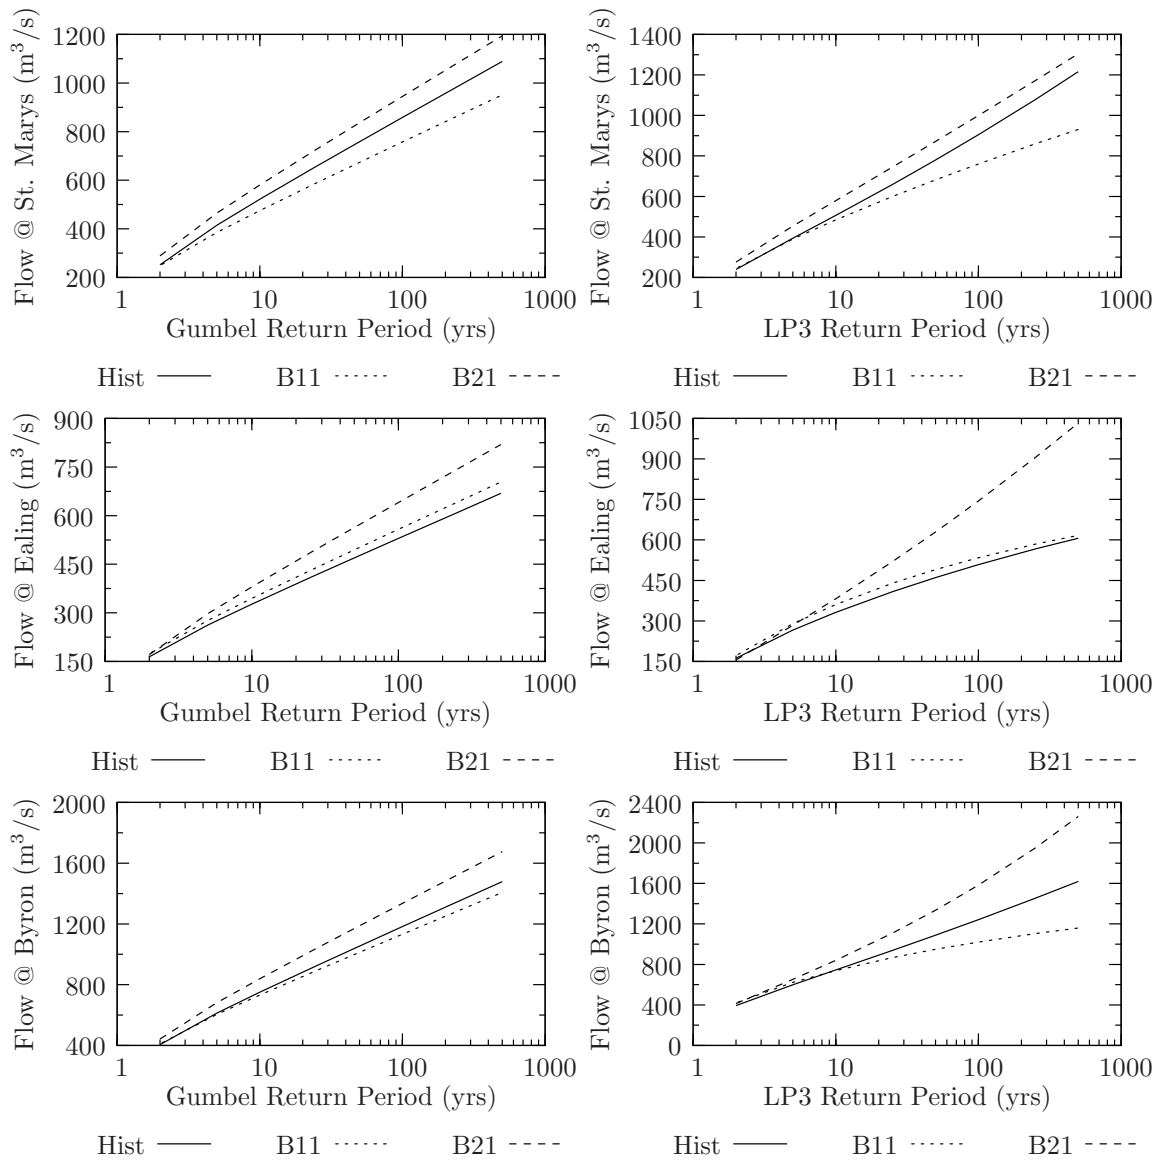 Flow @ St. Marys (m³/s)
1200
1000
800
600
400
200
1 10 100 1000
Gumbel Return Period (yrs)
Hist B11 B21
Flow @ St. Marys (m³/s)
1400
1200
1000
800
600
400
200
1 10 100 1000
LP3 Return Period (yrs)
Hist B11 B21
Flow @ Ealing (m³/s)
900
750
600
450
300
150
1 10 100 1000
Gumbel Return Period (yrs)
Hist B11 B21
Flow @ Ealing (m³/s)
1050
900
750
600
450
300
150
1 10 100 1000
LP3 Return Period (yrs)
Hist B11 B21
Flow @ Byron (m³/s)
2000
1600
1200
800
400
1 10 100 1000
Gumbel Return Period (yrs)
Hist B11 B21
Flow @ Byron (m³/s)
2400
2000
1600
1200
800
400
0
1 10 100 1000
LP3 Return Period (yrs)
Hist B11 B21